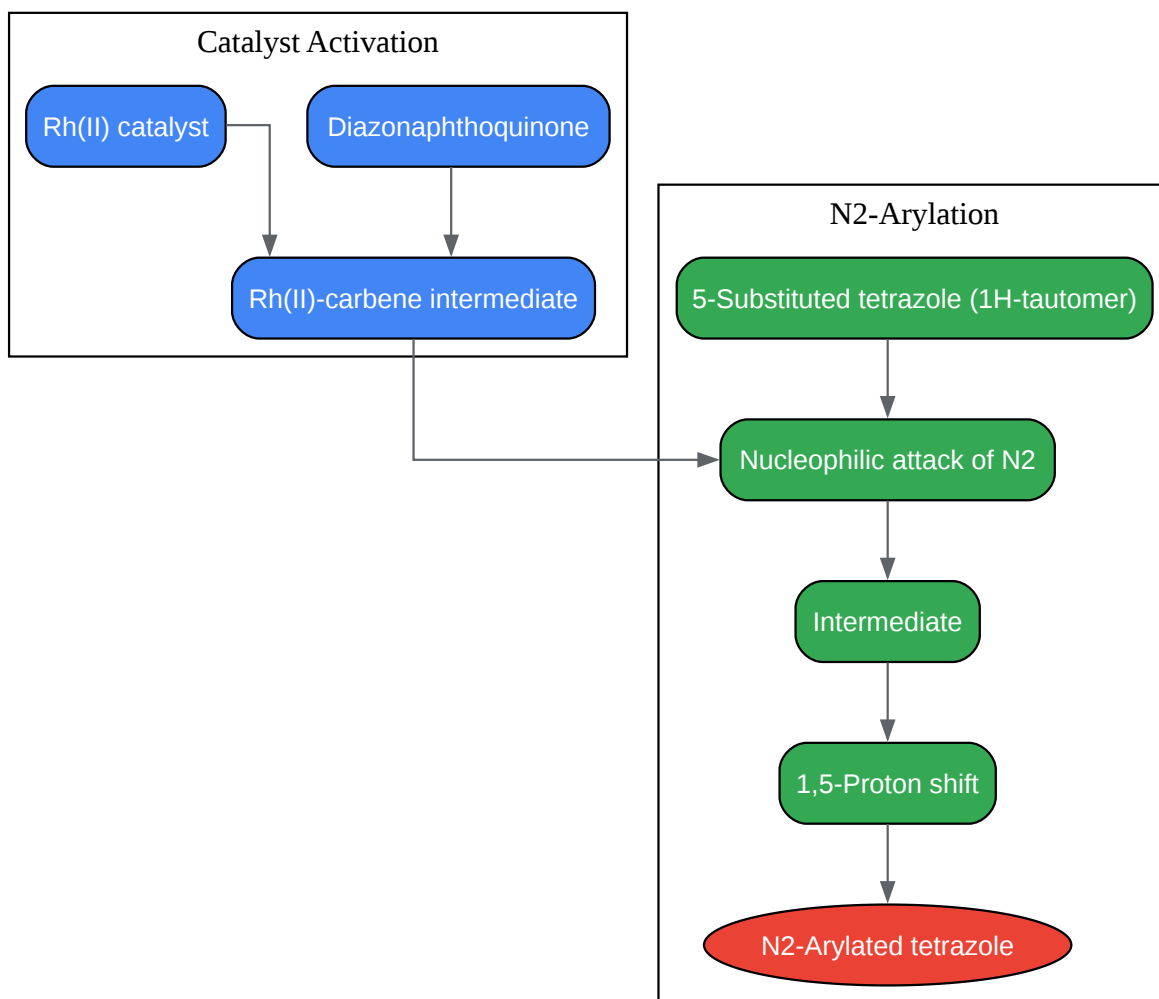 Catalyst Activation
Rh(II) catalyst
Diazonaphthoquinone
Rh(II)-carbene intermediate
N2-Arylation
5-Substituted tetrazole (1H-tautomer)
Nucleophilic attack of N2
Intermediate
1,5-Proton shift
N2-Arylated tetrazole